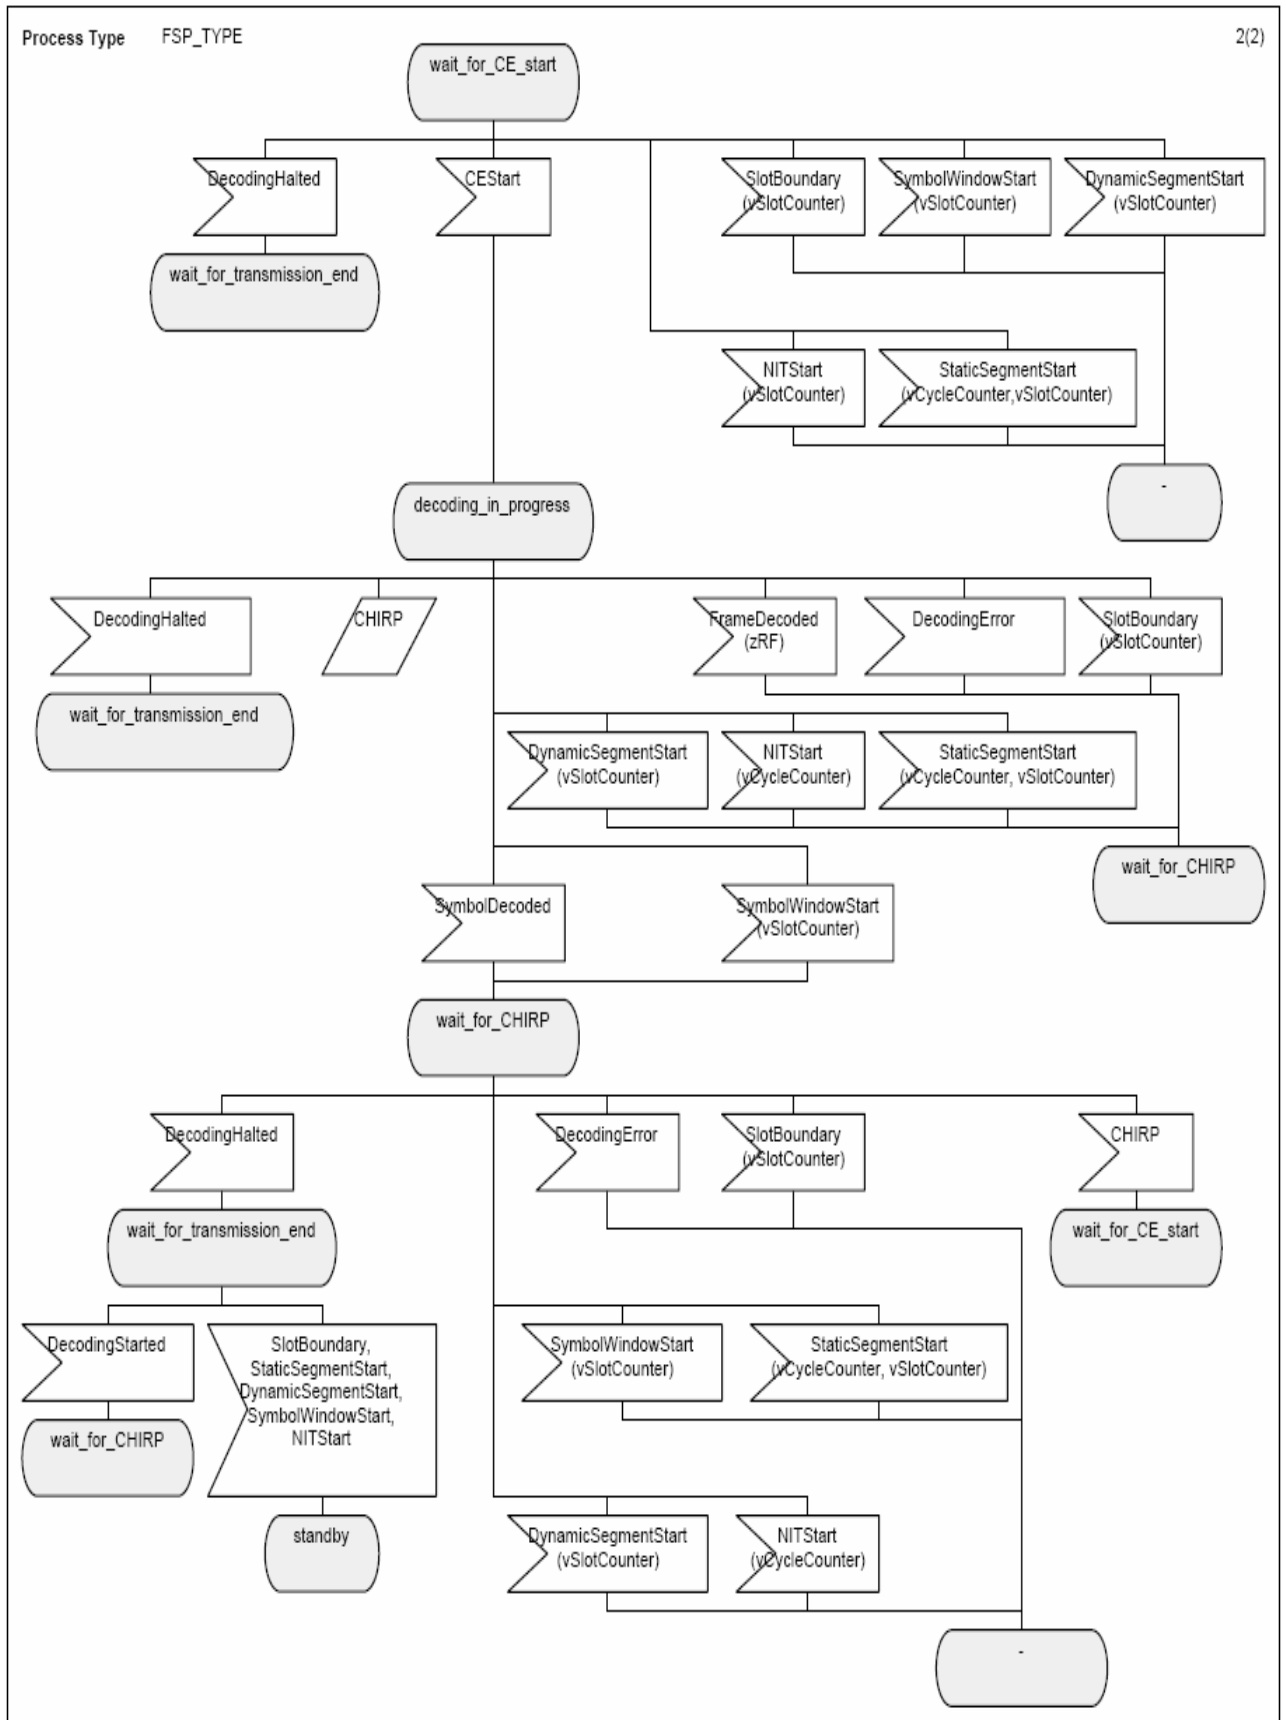 Process Type FSP_TYPE 2(2)
wait_for_CE_start
DecodingHalted
CEStart
SlotBoundary
(vSlotCounter)
SymbolWindowStart
(vSlotCounter)
DynamicSegmentStart
(vSlotCounter)
wait_for_transmission_end
NITStart
(vSlotCounter)
StaticSegmentStart
(vCycleCounter,vSlotCounter)
-
decoding_in_progress
DecodingHalted
CHIRP
FrameDecoded
(zRF)
DecodingError
SlotBoundary
(vSlotCounter)
wait_for_transmission_end
DynamicSegmentStart
(vSlotCounter)
NITStart
(vCycleCounter)
StaticSegmentStart
(vCycleCounter, vSlotCounter)
wait_for_CHIRP
SymbolDecoded
SymbolWindowStart
(vSlotCounter)
wait_for_CHIRP
DecodingHalted
DecodingError
SlotBoundary
(vSlotCounter)
CHIRP
wait_for_transmission_end
wait_for_CE_start
DecodingStarted
SlotBoundary,
StaticSegmentStart,
DynamicSegmentStart,
SymbolWindowStart,
NITStart
SymbolWindowStart
(vSlotCounter)
StaticSegmentStart
(vCycleCounter, vSlotCounter)
wait_for_CHIRP
standby
DynamicSegmentStart
(vSlotCounter)
NITStart
(vCycleCounter)
-